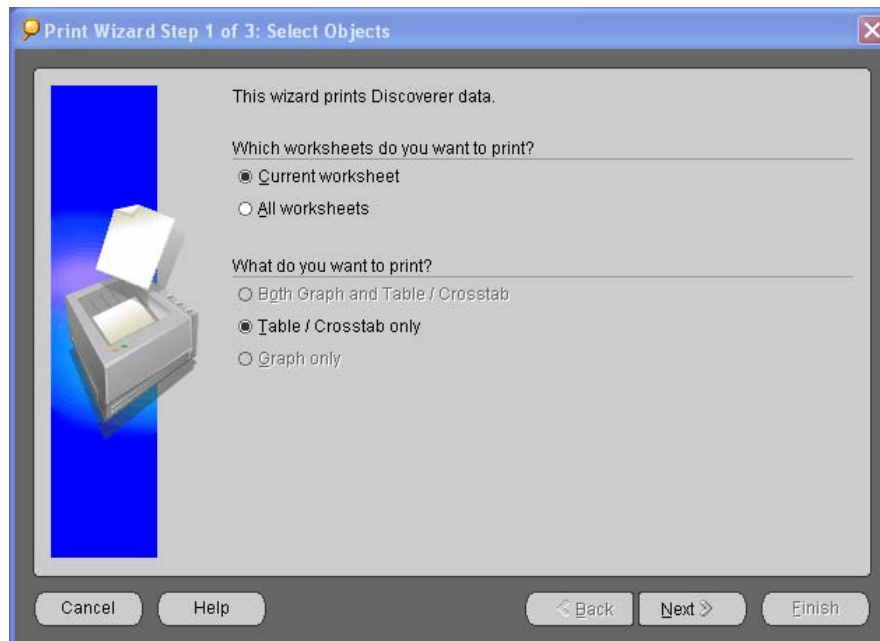 Print Wizard Step 1 of 3: Select Objects
This wizard prints Discoverer data.
Which worksheets do you want to print?
Current worksheet
All worksheets
What do you want to print?
Both Graph and Table / Crosstab
Table / Crosstab only
Graph only
Cancel
Help
Back
Next
Finish